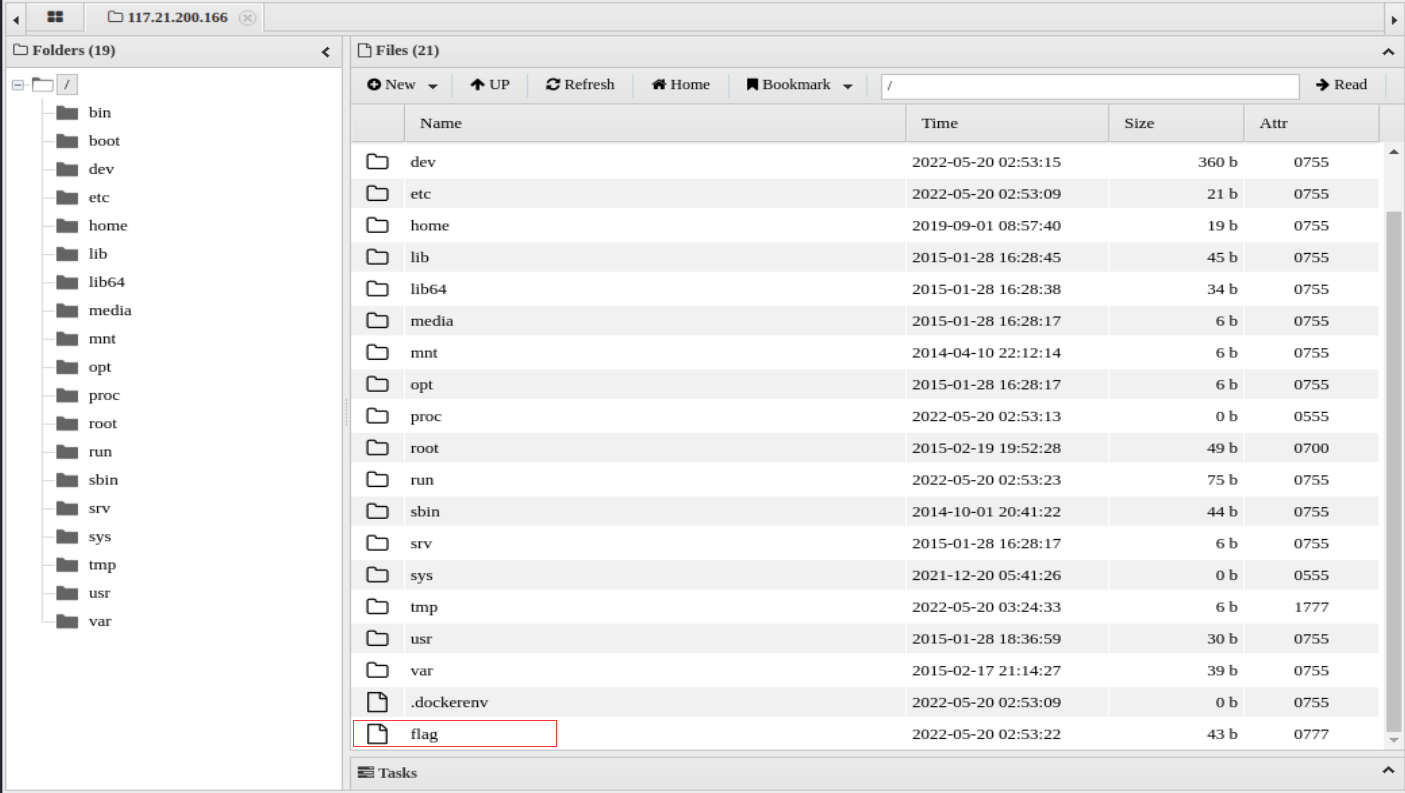 117.21.200.166
Folders (19)
/
bin
boot
dev
etc
home
lib
lib64
media
mnt
opt
proc
root
run
sbin
srv
sys
tmp
usr
var
Files (21)
New UP Refresh Home Bookmark / Read
Name Time Size Attr
dev 2022-05-20 02:53:15 360 b 0755
etc 2022-05-20 02:53:09 21 b 0755
home 2019-09-01 08:57:40 19 b 0755
lib 2015-01-28 16:28:45 45 b 0755
lib64 2015-01-28 16:28:38 34 b 0755
media 2015-01-28 16:28:17 6 b 0755
mnt 2014-04-10 22:12:14 6 b 0755
opt 2015-01-28 16:28:17 6 b 0755
proc 2022-05-20 02:53:13 0 b 0555
root 2015-02-19 19:52:28 49 b 0700
run 2022-05-20 02:53:23 75 b 0755
sbin 2014-10-01 20:41:22 44 b 0755
srv 2015-01-28 16:28:17 6 b 0755
sys 2021-12-20 05:41:26 0 b 0555
tmp 2022-05-20 03:24:33 6 b 1777
usr 2015-01-28 18:36:59 30 b 0755
var 2015-02-17 21:14:27 39 b 0755
.dockerenv 2022-05-20 02:53:09 0 b 0755
flag 2022-05-20 02:53:22 43 b 0777
Tasks